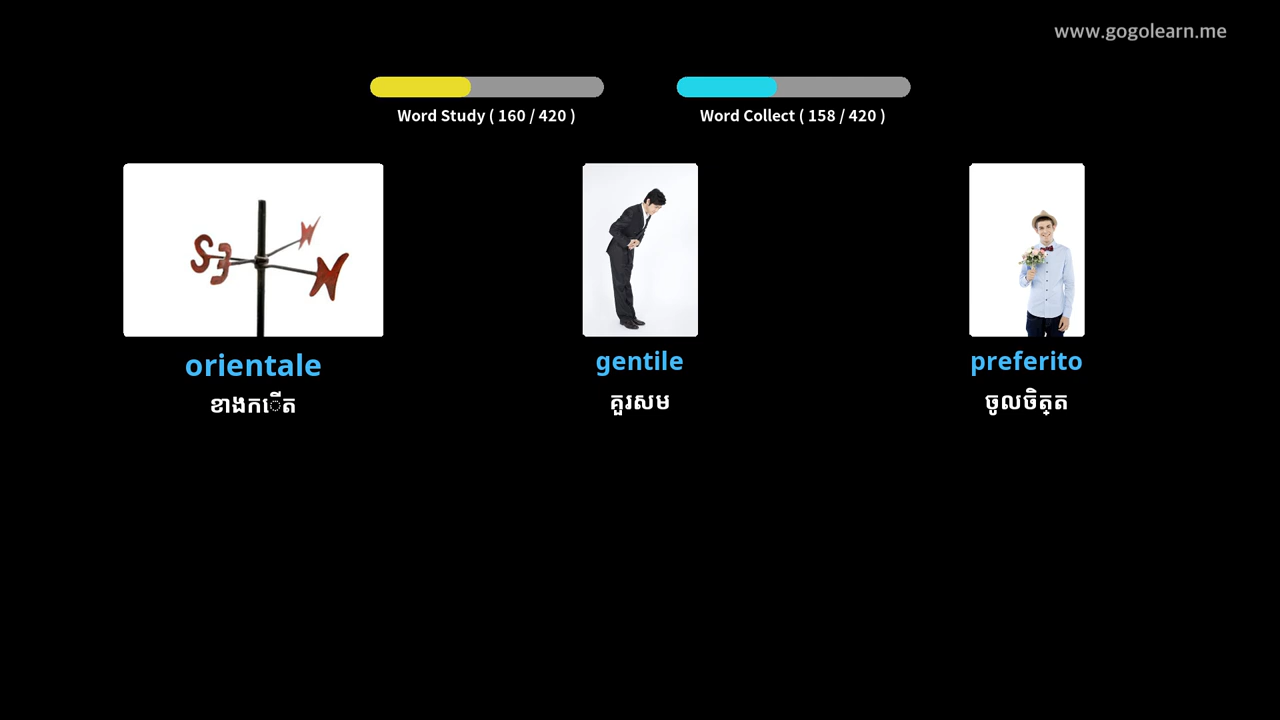 www.gogolearn.me
Word Study ( 160 / 420 )
Word Collect ( 158 / 420 )
orientale
ខាងកើត
gentile
គួរសម
preferito
ចូលចិត្ត